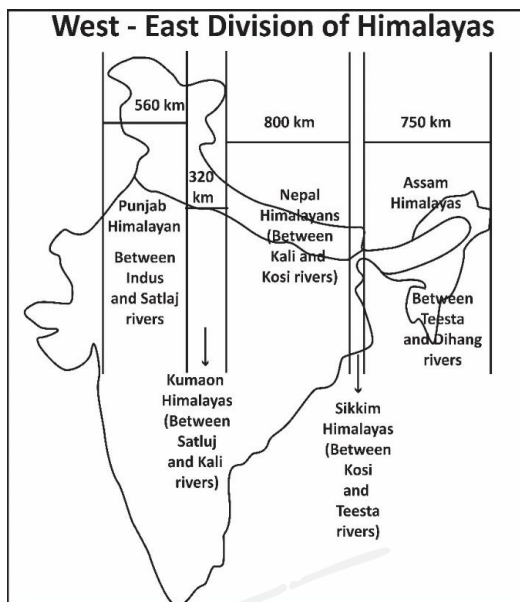 West - East Division of Himalayas
560 km
800 km
750 km
320
km
Punjab
Himalayan
Between
Indus
and Satlaj
rivers
Nepal
Himalayans
(Between
Kali and
Kosi rivers)
Assam
Himalayas
Between
Teesta
and Dihang
rivers
Kumaon
Himalayas
(Between
Satluj
and Kali
rivers)
Sikkim
Himalayas
(Between
Kosi
and
Teesta
rivers)